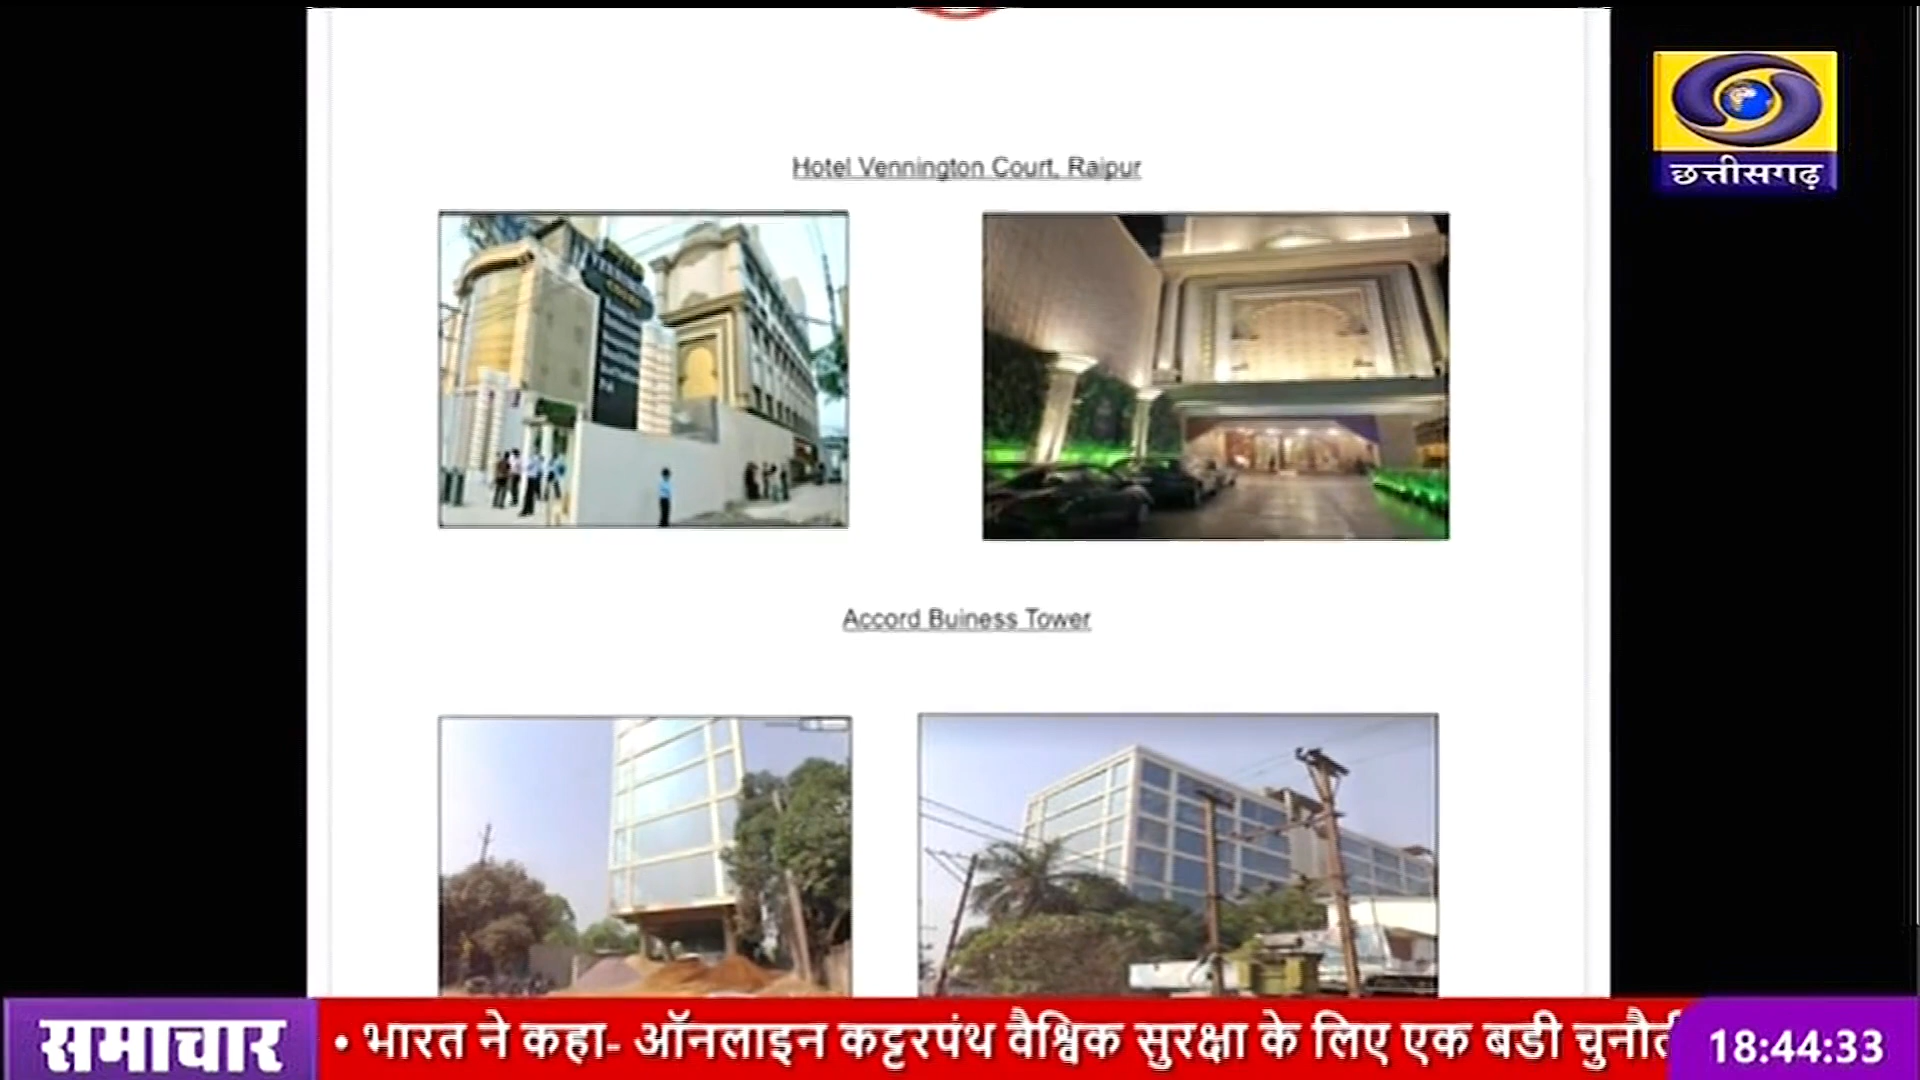 Hotel Vennington Court, Raipur
छत्तीसगढ़
Accord Buiness Tower
समाचार
• भारत ने कहा- ऑनलाइन कट्टरपंथ वैश्विक सुरक्षा के लिए एक बडी चुनौती
18:44:33